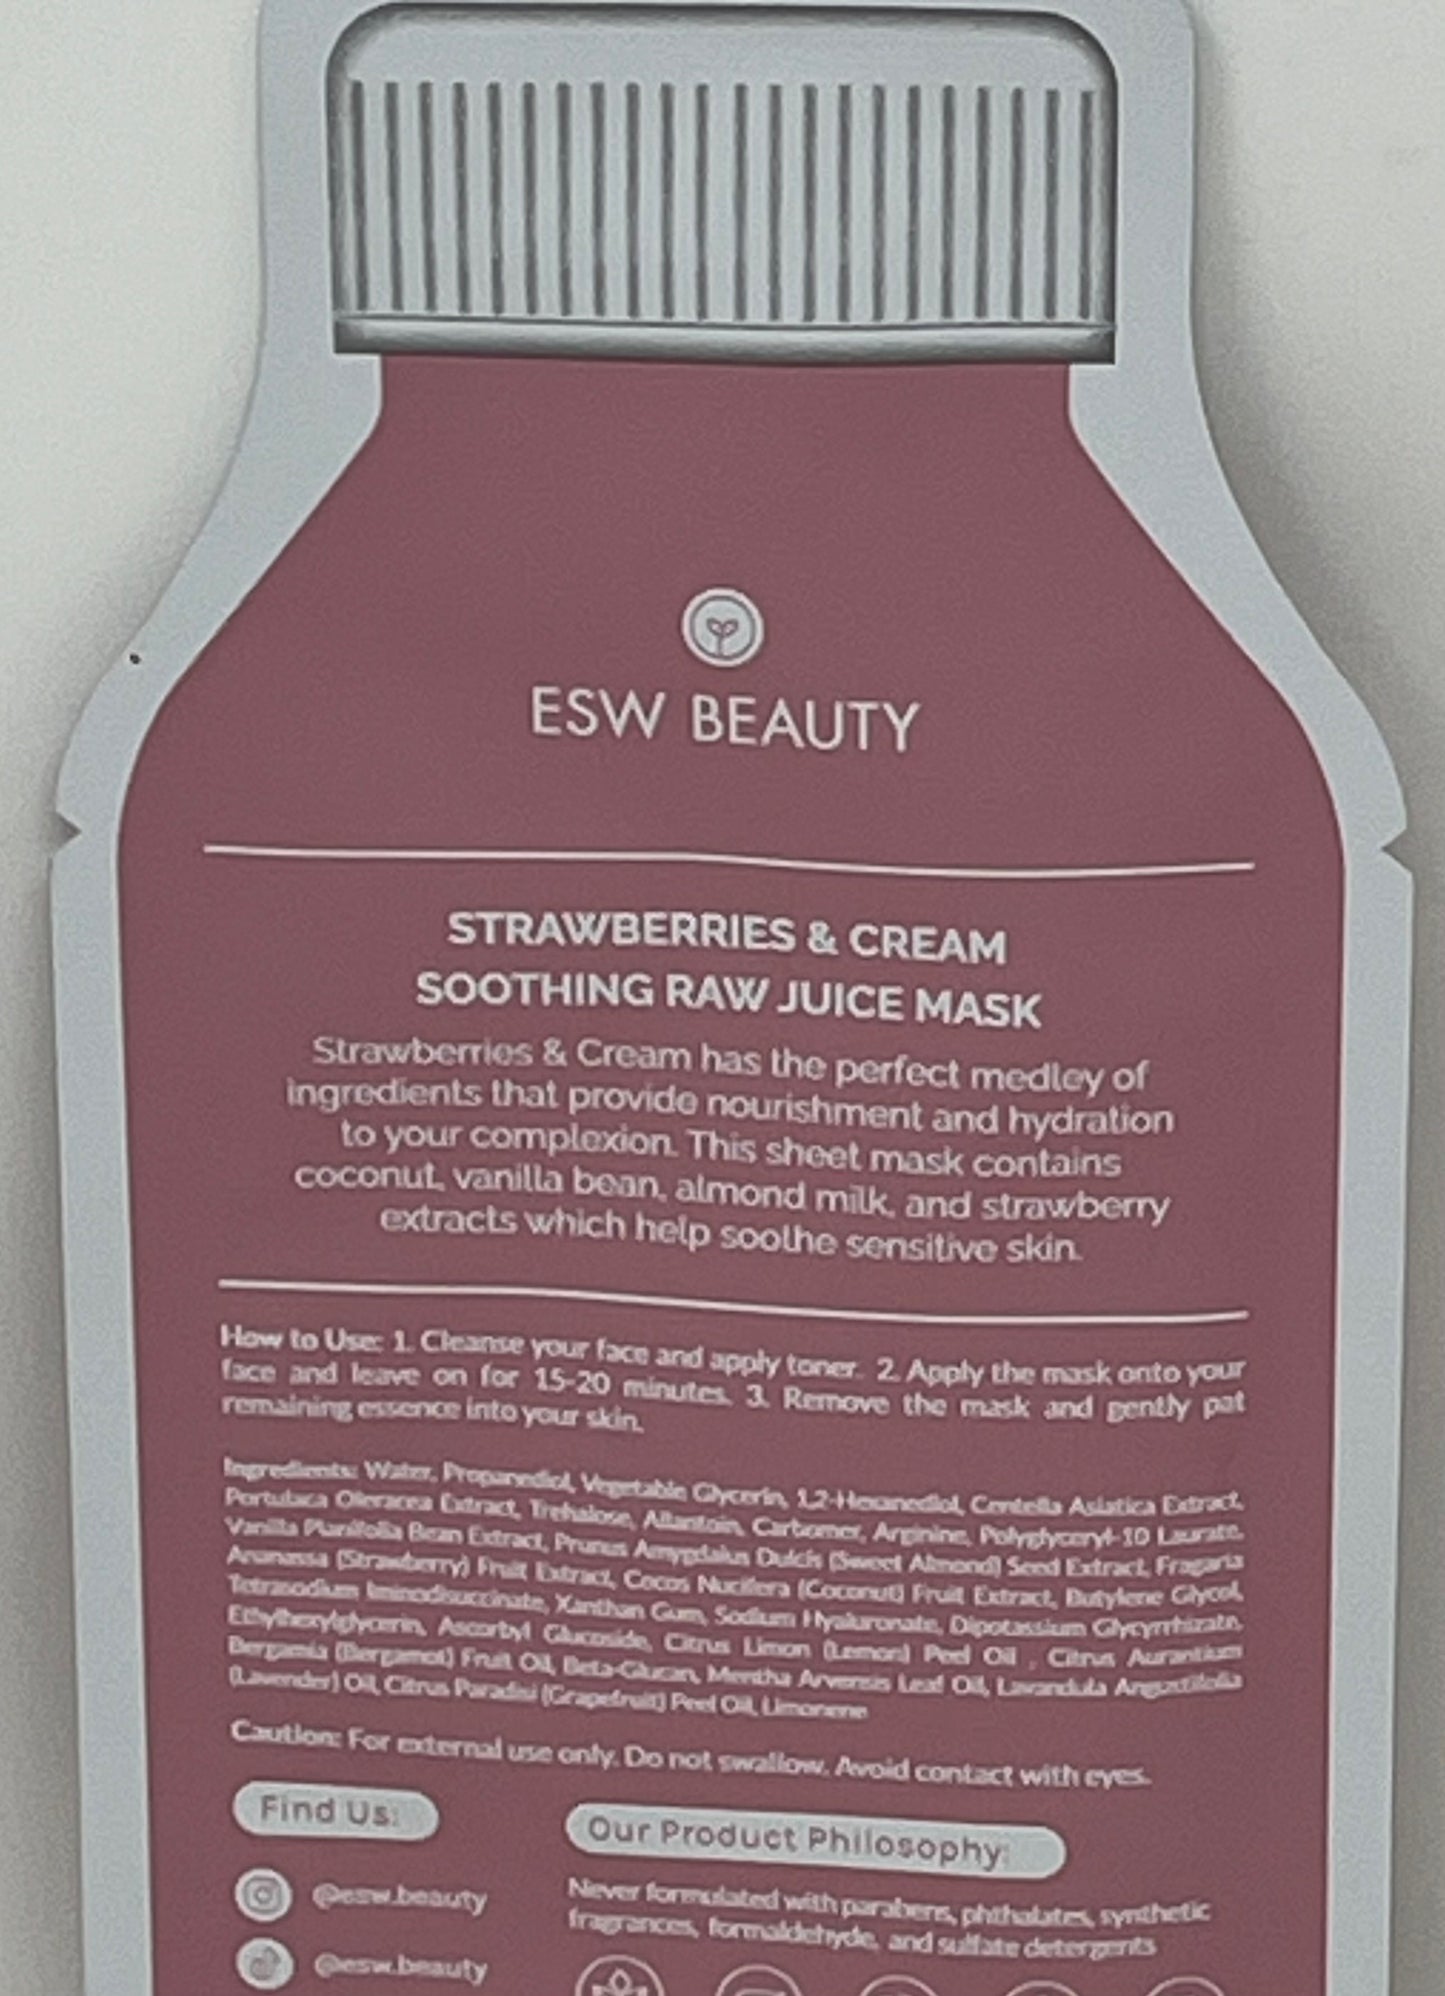 ESW BEAUTY
STRAWBERRIES & CREAM
SOOTHING RAW JUICE MASK
Strawberries & Cream has the perfect medley of
ingredients that provide nourishment and hydration
to your complexion. This sheet mask contains
coconut, vanilla bean, almond milk, and strawberry
extracts which help soothe sensitive skin.
How to Use: 1. Cleanse your face and apply toner. 2. Apply the mask onto your
face and leave on for 15-20 minutes. 3. Remove the mask and gently pat
remaining essence into your skin.
Ingredients: Water, Propanediol, Vegetable Glycerin, 1,2-Hexanediol, Centella Asiatica Extract,
Portulaca Oleracea Extract, Trehalose, Allantoin, Carbomer, Arginine, Polyglyceryl-10 Laurate,
Vanilla Planifolia Bean Extract, Prunus Amygdalus Dulcis (Sweet Almond) Seed Extract, Fragaria
Ananassa (Strawberry) Fruit Extract, Cocos Nucifera (Coconut) Fruit Extract, Butylene Glycol,
Tetrasodium Iminodisuccinate, Xanthan Gum, Sodium Hyaluronate, Dipotassium Glycyrrhizate,
Ethylhexylglycerin, Ascorbyl Glucoside, Citrus Limon (Lemon) Peel Oil , Citrus Aurantium
Bergamia (Bergamot) Fruit Oil, Beta-Glucan, Mentha Arvensis Leaf Oil, Lavandula Angustifolia
(Lavender) Oil, Citrus Paradisi (Grapefruit) Peel Oil, Limonene
Caution: For external use only. Do not swallow. Avoid contact with eyes.
Find Us:
@esw.beauty
@esw.beauty
Our Product Philosophy:
Never formulated with parabens, phthalates, synthetic
fragrances, formaldehyde, and sulfate detergents